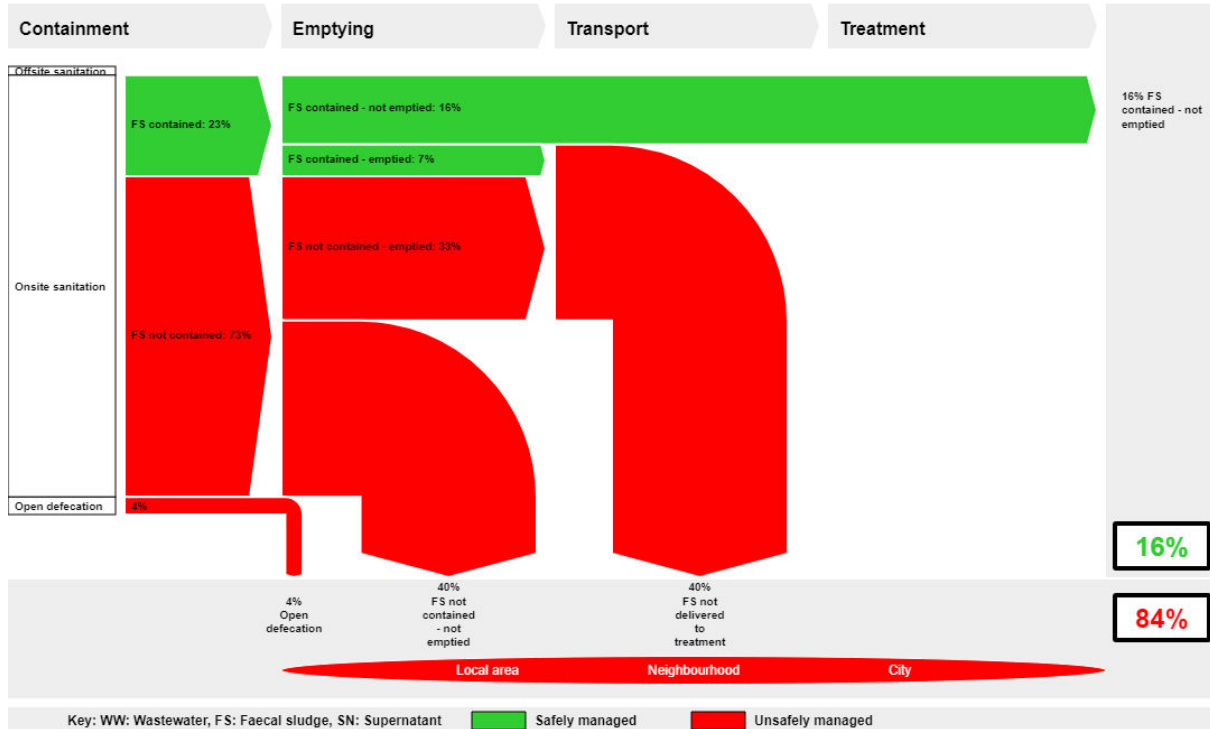 Containment
Emptying
Transport
Treatment
Offsite sanitation
Onsite sanitation
Open defecation
FS contained: 23%
FS not contained: 73%
4%
FS contained - not emptied: 16%
FS contained - emptied: 7%
FS not contained - emptied: 33%
16% FS
contained - not
emptied
16%
84%
4%
Open
defecation
40%
FS not
contained
- not
emptied
40%
FS not
delivered
to
treatment
Local area
Neighbourhood
City
Key: WW: Wastewater, FS: Faecal sludge, SN: Supernatant
Safely managed
Unsafely managed